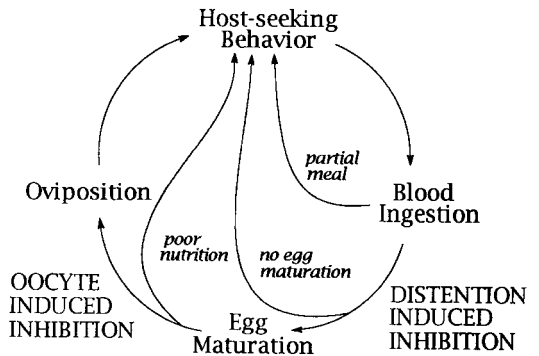 Host-seeking
Behavior
partial
meal
Oviposition
Blood
Ingestion
poor
nutrition
no egg
maturation
OOCYTE
INDUCED
INHIBITION
DISTENTION
INDUCED
INHIBITION
Egg
Maturation